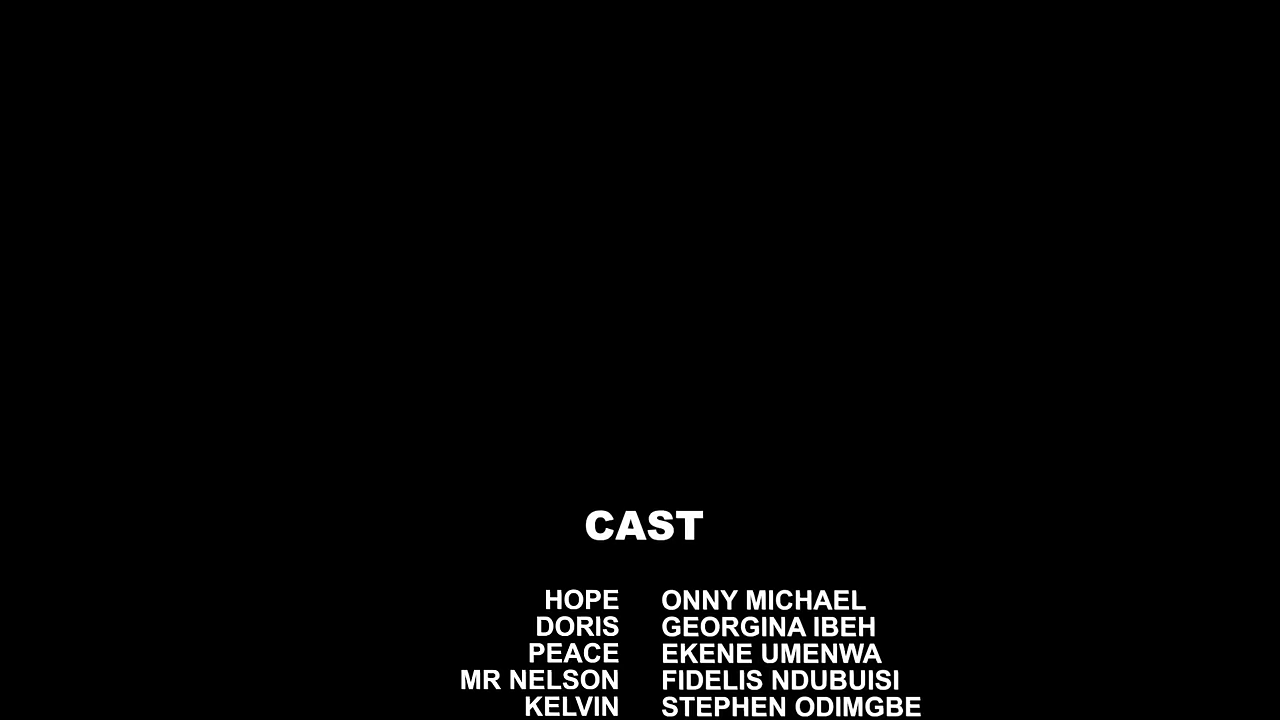 CAST
HOPE ONNY MICHAEL
DORIS GEORGINA IBEH
PEACE EKENE UMENWA
MR NELSON FIDELIS NDUBUISI
KELVIN STEPHEN ODIMGBE